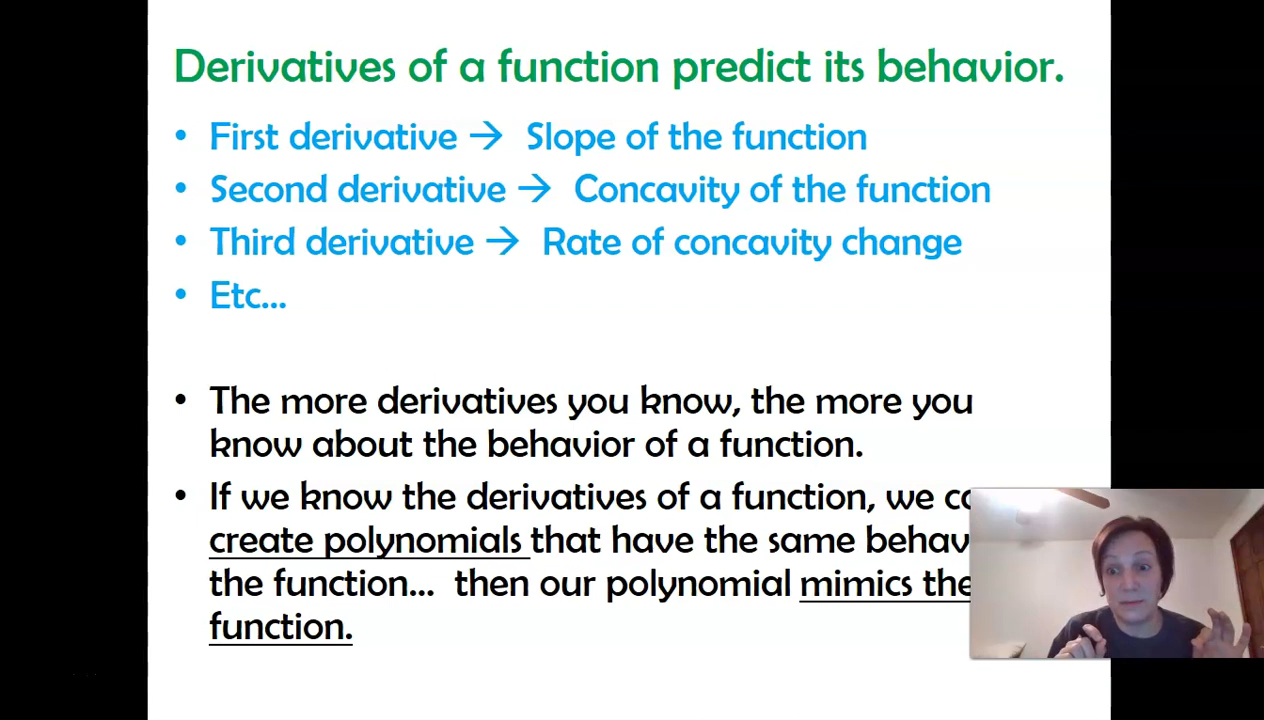 Derivatives of a function predict its behavior.
• First derivative → Slope of the function
• Second derivative → Concavity of the function
• Third derivative → Rate of concavity change
• Etc...
• The more derivatives you know, the more you
know about the behavior of a function.
• If we know the derivatives of a function, we
create polynomials that have the same
the function... then our polynomial mimics the
function.